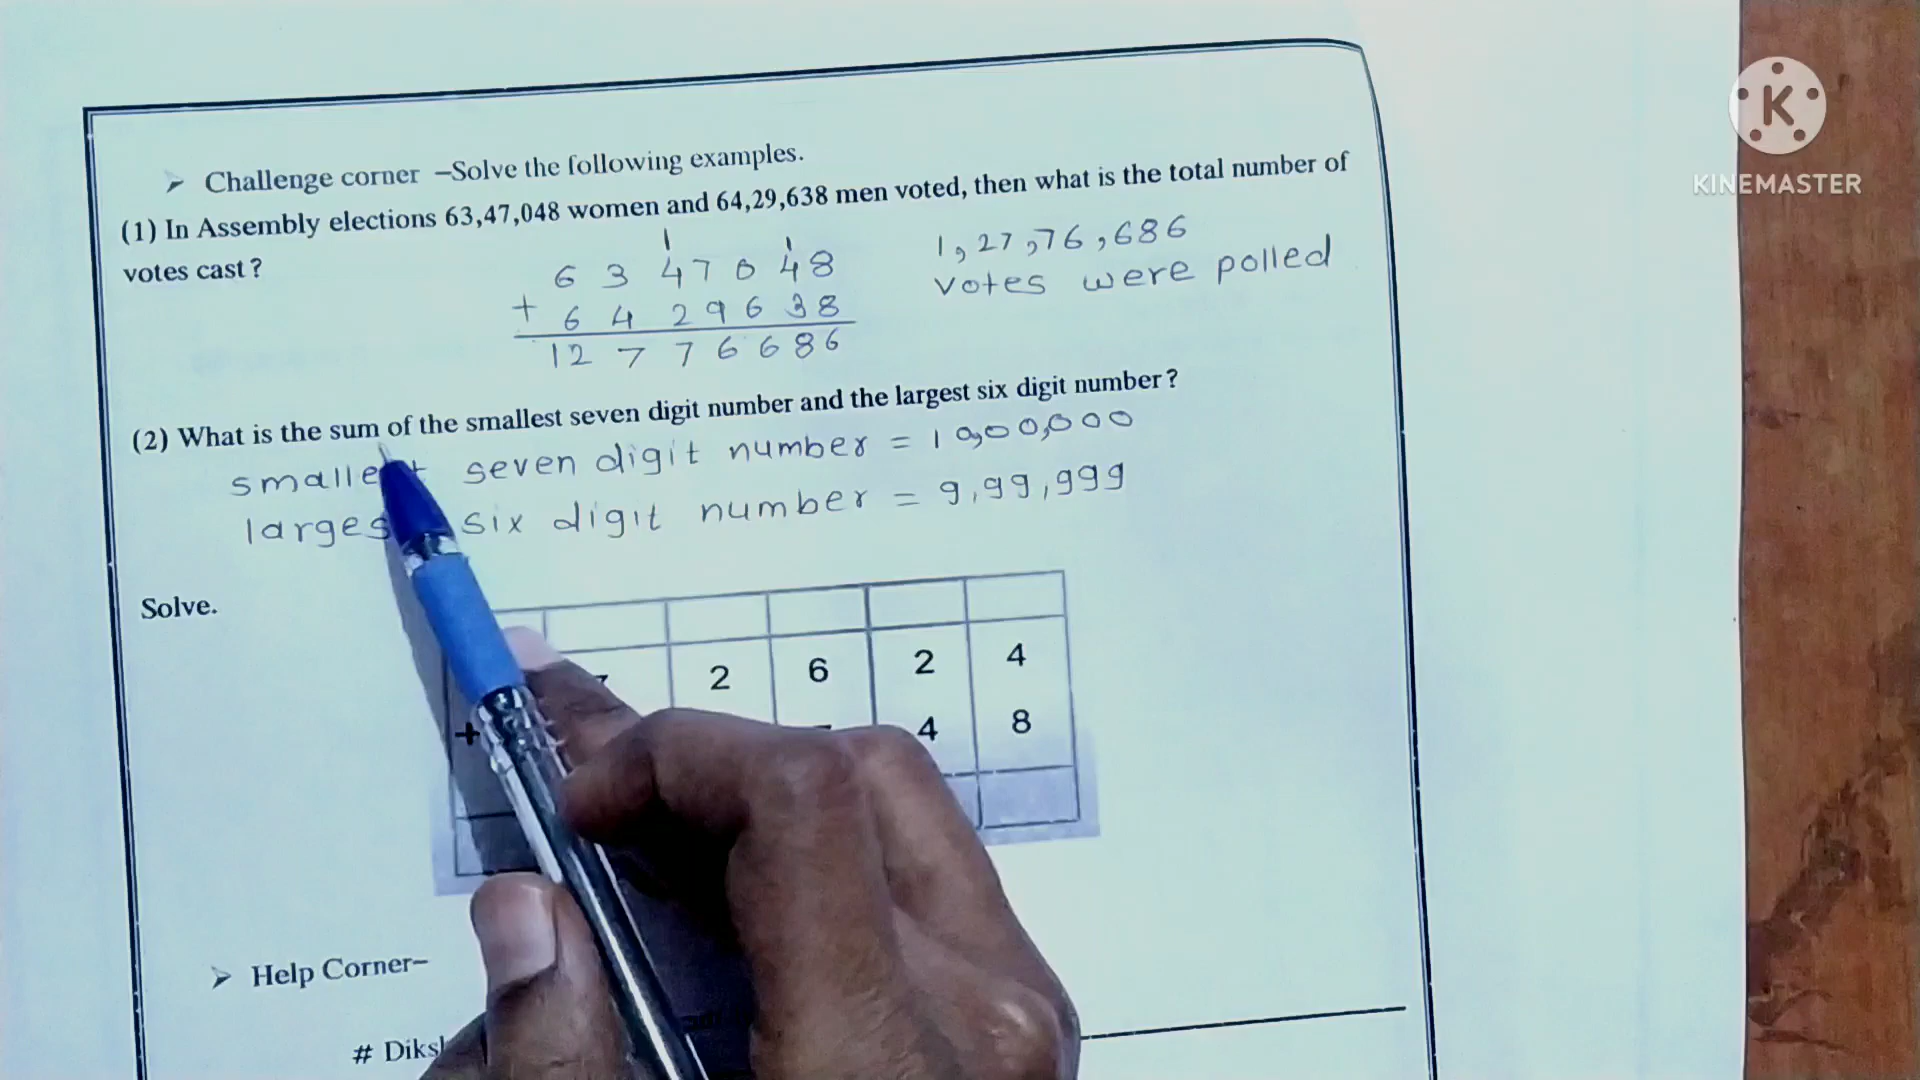 ➢ Challenge corner –Solve the following examples.
(1) In Assembly elections 63,47,048 women and 64,29,638 men voted, then what is the total number of
votes cast?
1 1
6 3 4 7 0 4 8
+ 6 4 2 9 6 3 8
1 2 7 7 6 6 8 6
1,27,76,686
votes were polled
(2) What is the sum of the smallest seven digit number and the largest six digit number?
seven digit number = 10,00,000
six digit number = 9,99,999
Solve.
2 6 2 4
+ 4 8
➢ Help Corner–
#
K
KINEMASTER